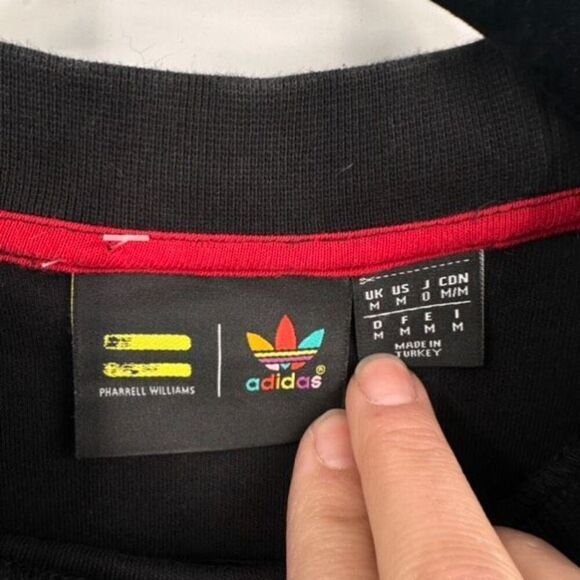 PHARRELL WILLIAMS
adidas®
UK US J CDN
M M O M/M
D F E I
M M M M
MADE IN
TURKEY